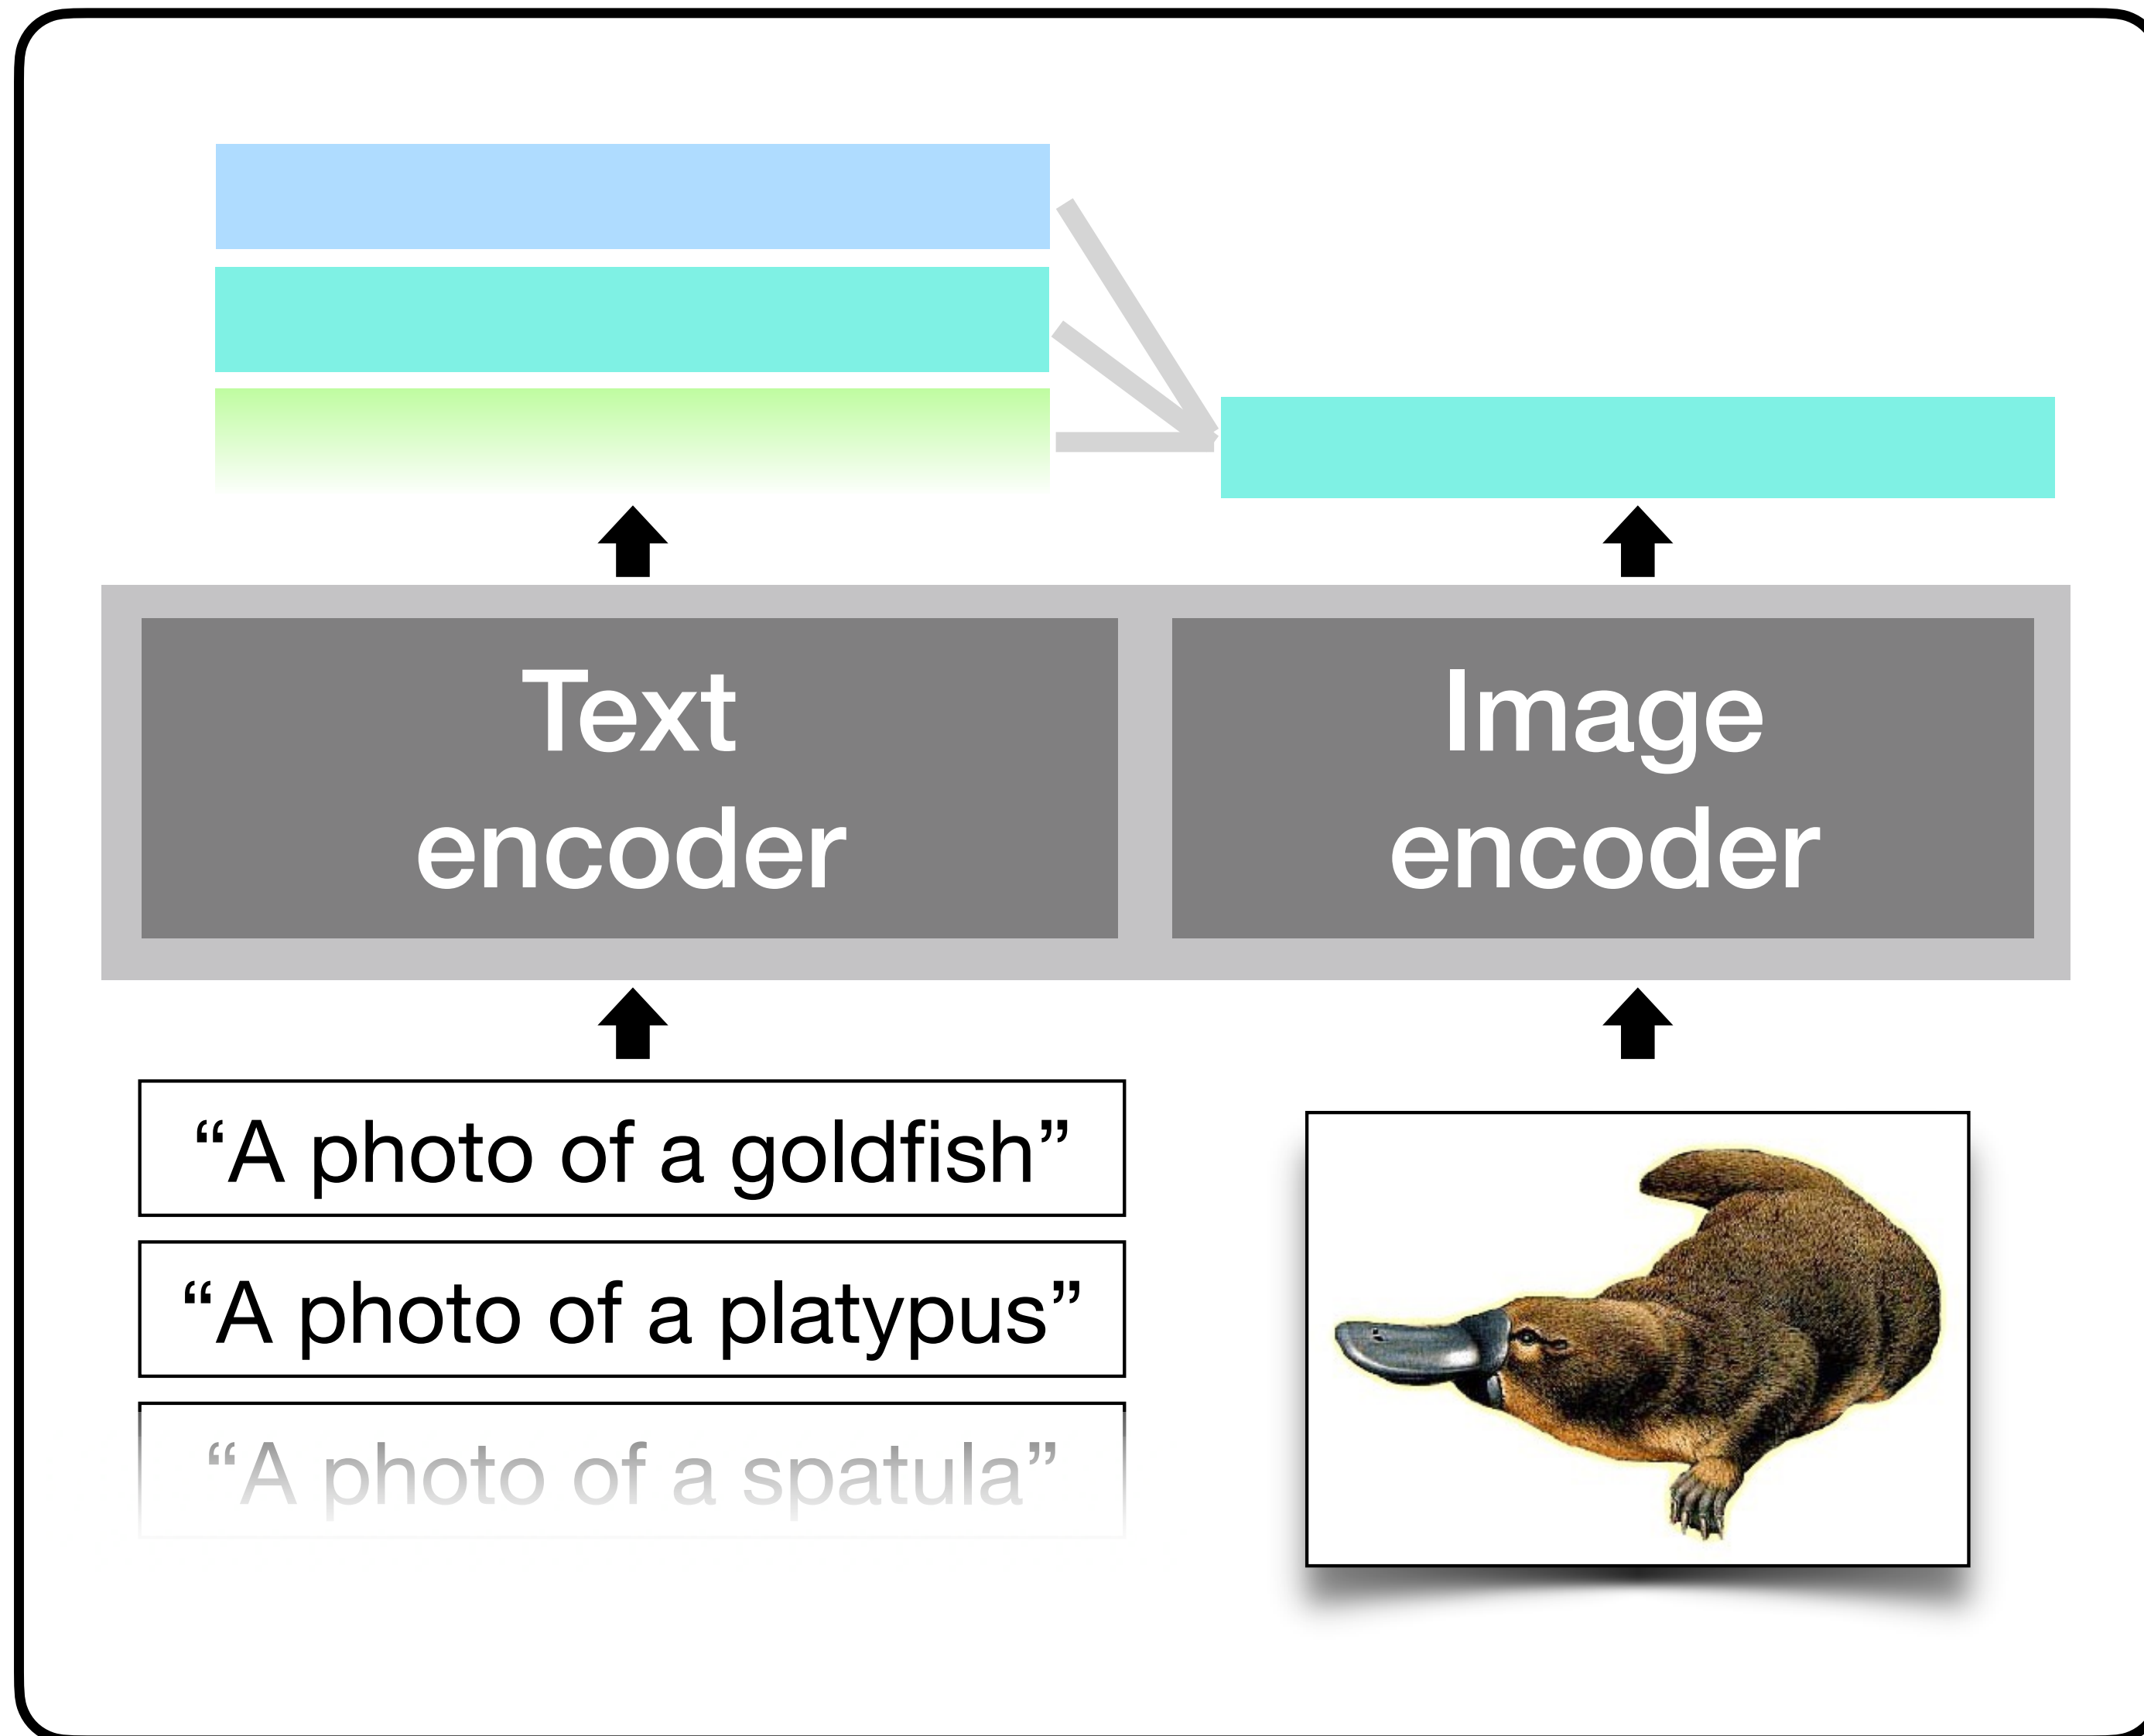 Text
encoder
Image
encoder
“A photo of a goldfish”
“A photo of a platypus”
“A photo of a spatula”